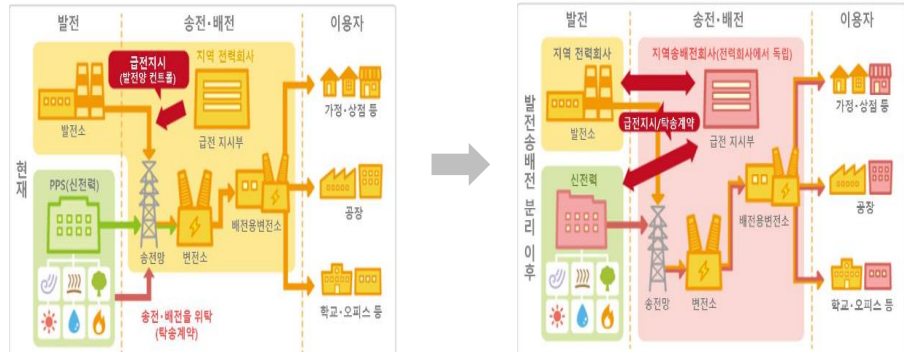 발전
송전·배전
이용자
지역 전력회사
급전지시
(발전양 컨트롤)
발전소
급전 지시부
가정·상점 등
현재
PPS(신전력)
송전망
변전소
배전용변전소
공장
송전·배전을 위탁
(탁송계약)
학교·오피스 등
발전
송전·배전
이용자
지역 전력회사
지역송배전회사(전력회사에서 독립)
발전소
급전지시/탁송계약
급전 지시부
가정·상점 등
발전송배전 분리 이후
신전력
송전망
변전소
배전용변전소
공장
학교·오피스 등